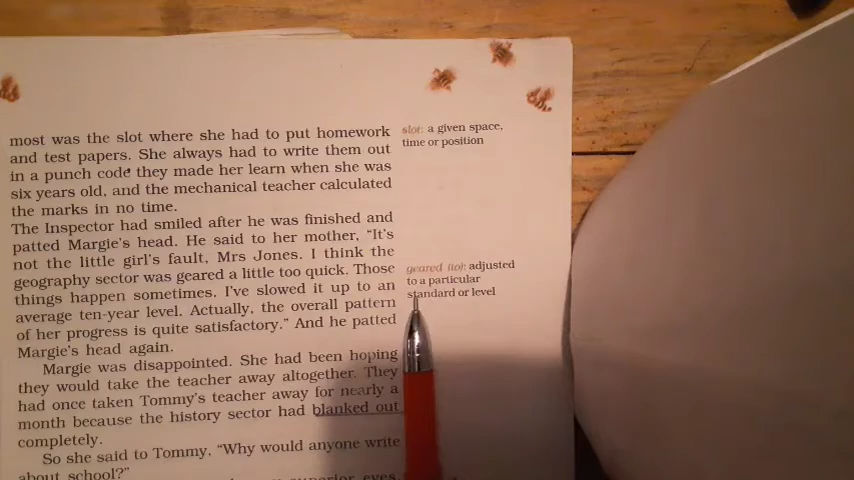 most was the slot where she had to put homework
and test papers. She always had to write them out
in a punch code they made her learn when she was
six years old, and the mechanical teacher calculated
the marks in no time.
The Inspector had smiled after he was finished and
patted Margie's head. He said to her mother, “It's
not the little girl's fault, Mrs Jones. I think the
geography sector was geared a little too quick. Those
things happen sometimes. I've slowed it up to an
average ten-year level. Actually, the overall pattern
of her progress is quite satisfactory.” And he patted
Margie's head again.
Margie was disappointed. She had been hoping
they would take the teacher away altogether. They
had once taken Tommy's teacher away for nearly a
month because the history sector had blanked out
completely.
So she said to Tommy, “Why would anyone write
about school?”
superior eyes.
slot: a given space,
time or position
geared (to): adjusted
to a particular
standard or level